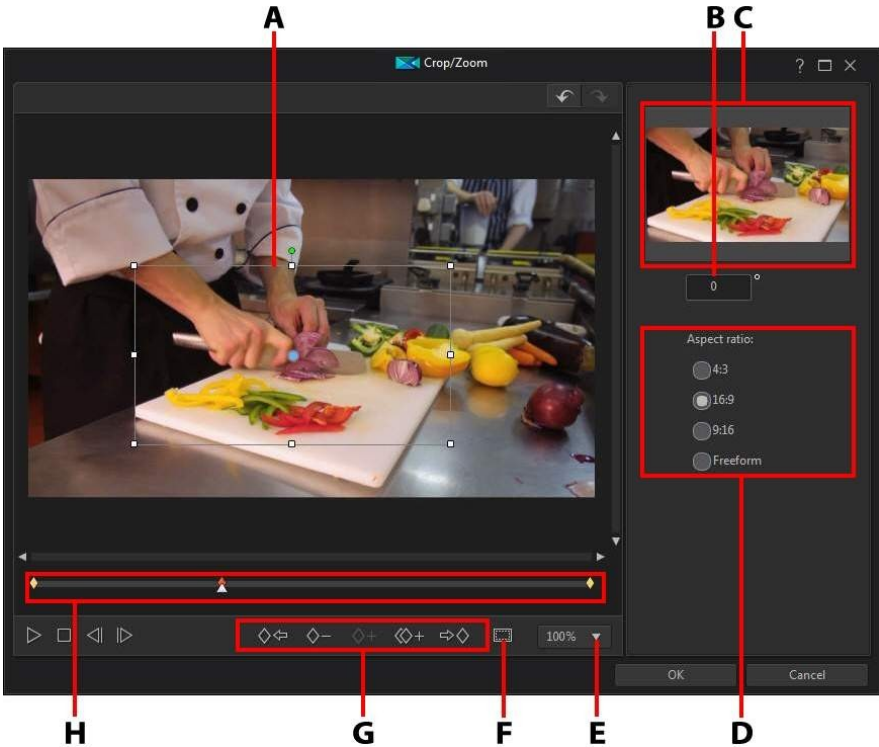 A
B C
Crop/Zoom
?
0 °
Aspect ratio:
4:3
16:9
9:16
Freeform
100%
OK Cancel
H G F E D